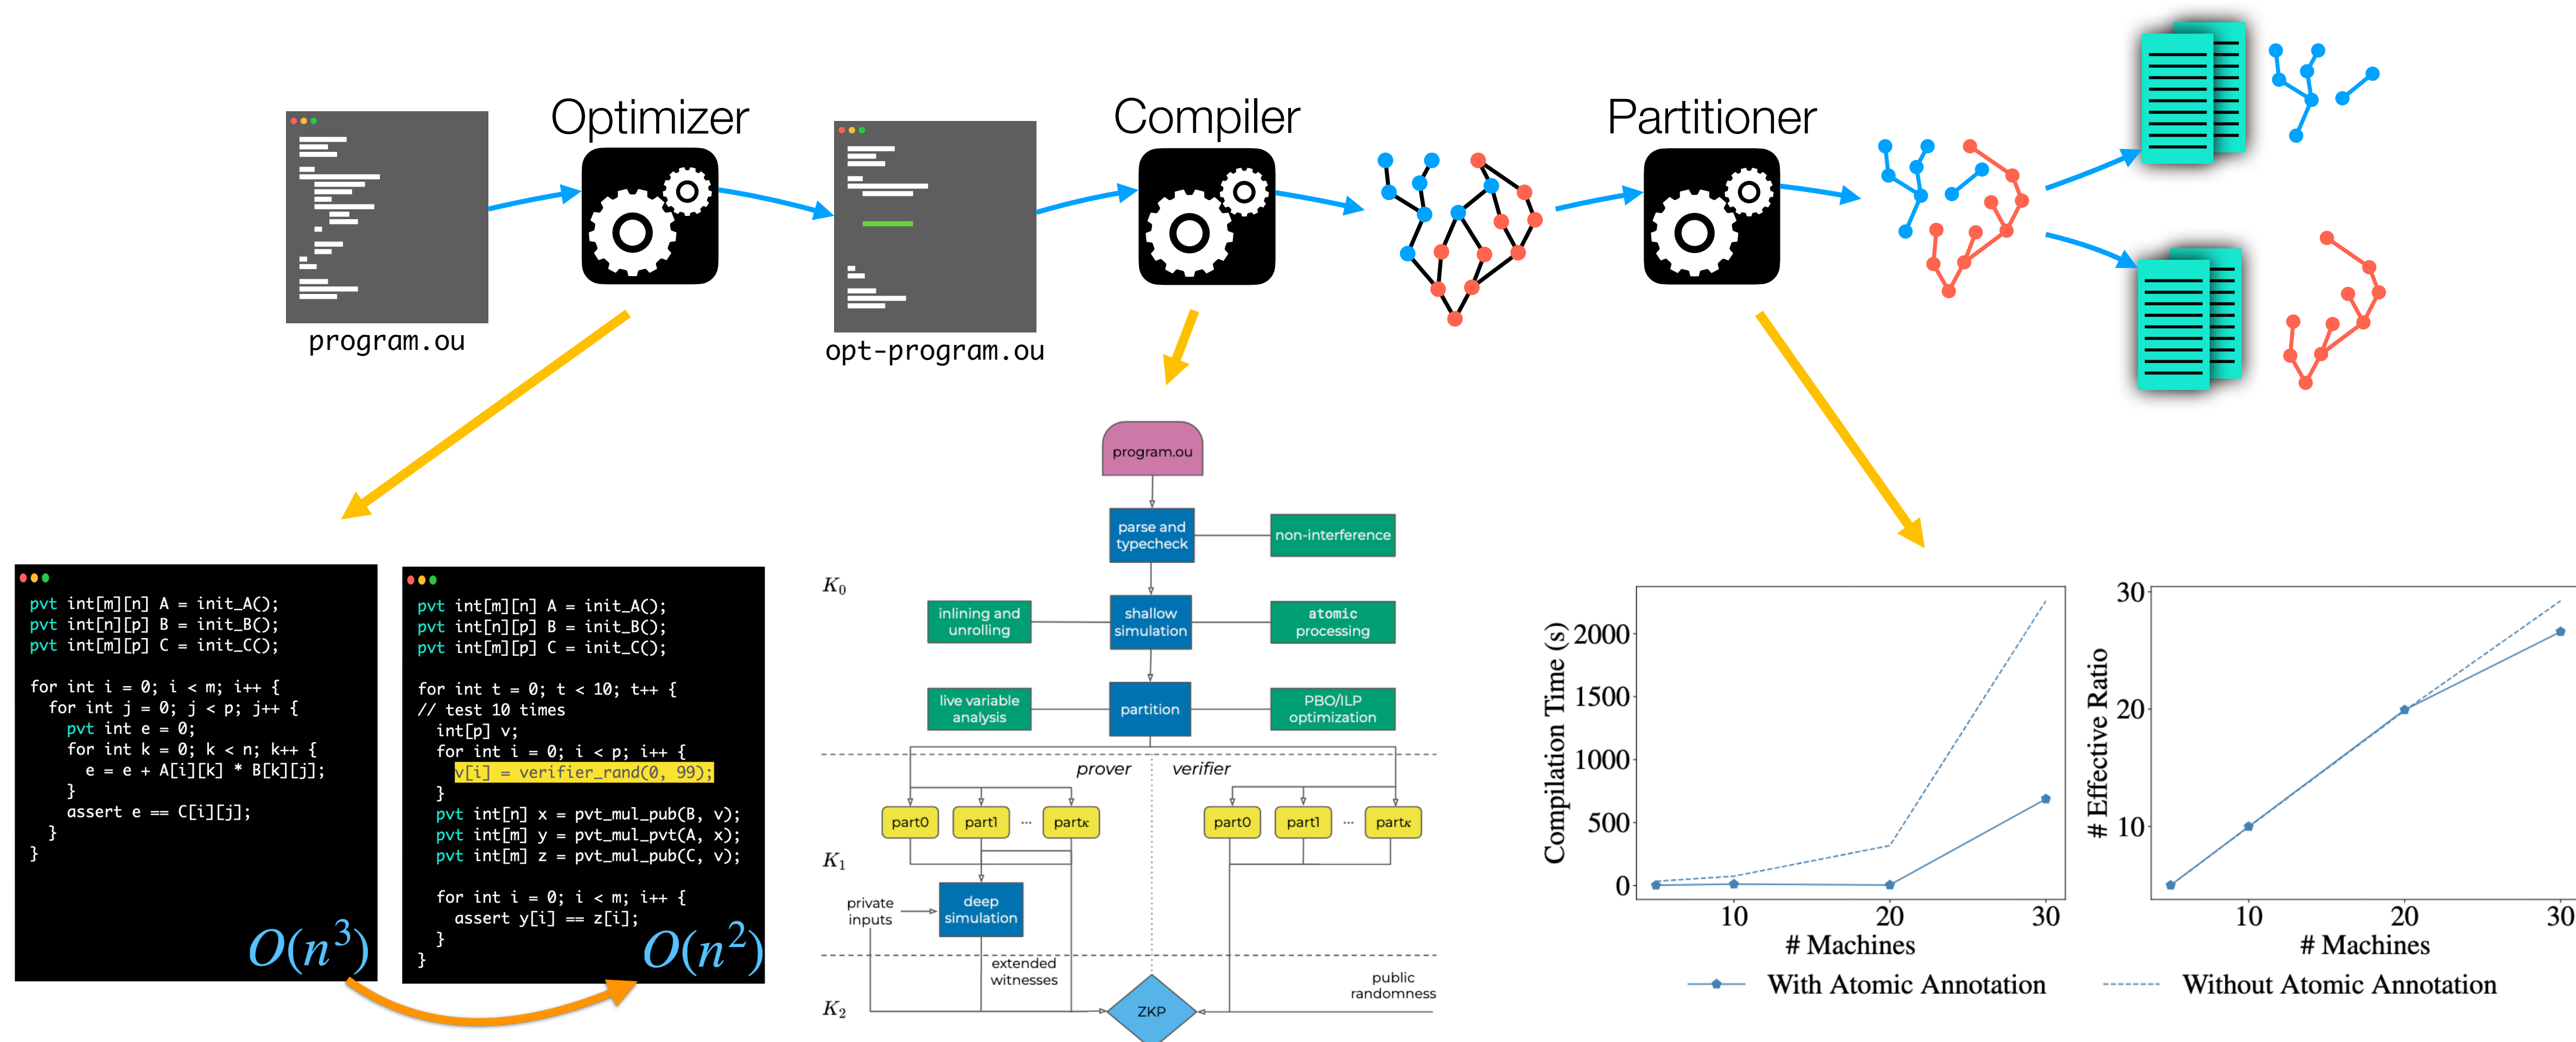 Optimizer
Compiler
Partitioner
program.ou
opt-program.ou
pvt int[m][n] A = init_A();
pvt int[n][p] B = init_B();
pvt int[m][p] C = init_C();
for int i = 0; i < m; i++ {
for int j = 0; j < p; j++ {
pvt int e = 0;
for int k = 0; k < n; k++ {
e = e + A[i][k] * B[k][j];
}
assert e == C[i][j];
}
}
O(n³)
pvt int[m][n] A = init_A();
pvt int[n][p] B = init_B();
pvt int[m][p] C = init_C();
for int t = 0; t < 10; t++ {
// test 10 times
int[p] v;
for int i = 0; i < p; i++ {
v[i] = verifier_rand(0, 99);
}
pvt int[n] x = pvt_mul_pub(B, v);
pvt int[m] y = pvt_mul_pvt(A, x);
pvt int[m] z = pvt_mul_pub(C, v);
for int i = 0; i < m; i++ {
assert y[i] == z[i];
}
}
O(n²)
program.ou
parse and
typecheck
non-interference
K₀
inlining and
unrolling
shallow
simulation
atomic
processing
live variable
analysis
partition
PBO/ILP
optimization
prover
verifier
part0
part1
...
partκ
part0
part1
...
partκ
K₁
private
inputs
deep
simulation
extended
witnesses
public
randomness
K₂
ZKP
Compilation Time (s)
2000
1500
1000
500
0
10
20
30
# Machines
# Effective Ratio
30
20
10
10
20
30
# Machines
With Atomic Annotation
Without Atomic Annotation